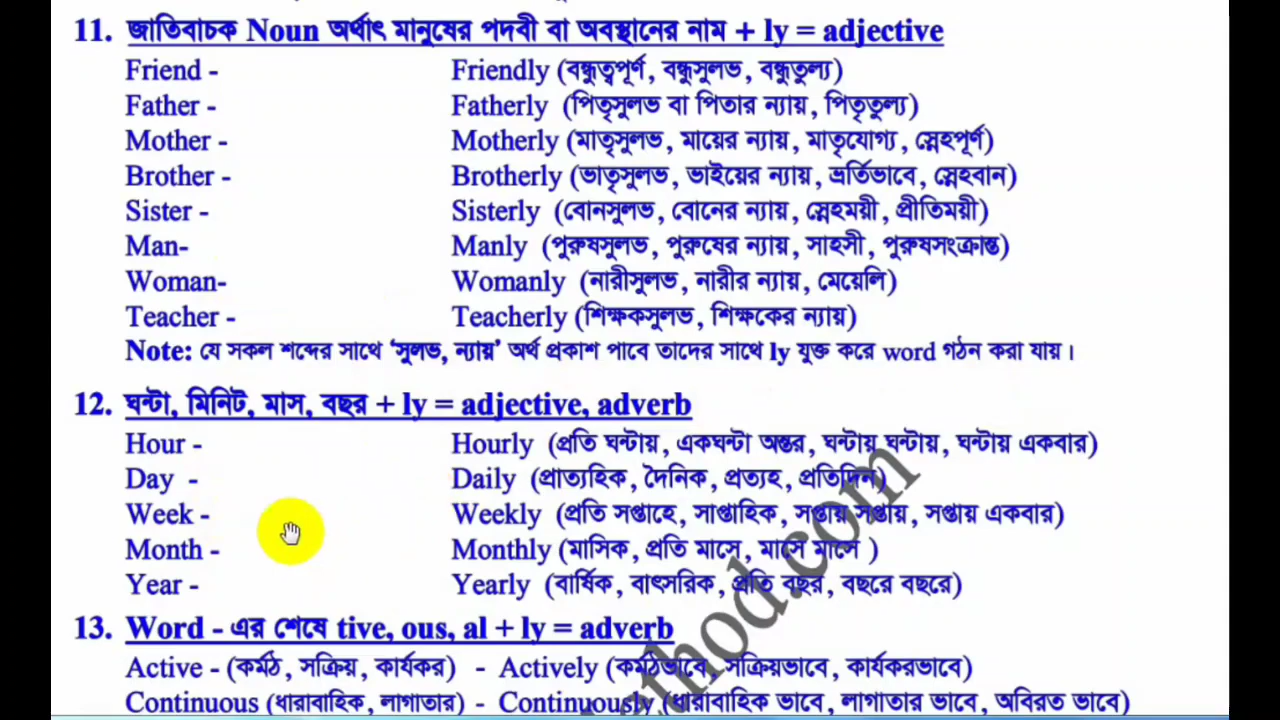 11. জাতিবাচক Noun অর্থাৎ মানুষের পদবী বা অবস্থানের নাম + ly = adjective
Friend - Friendly (বন্ধুত্বপূর্ণ, বন্ধুসুলভ, বন্ধুতুল্য)
Father - Fatherly (পিতৃসুলভ বা পিতার ন্যায়, পিতৃতুল্য)
Mother - Motherly (মাতৃসুলভ, মায়ের ন্যায়, মাতৃযোগ্য, স্নেহপূর্ণ)
Brother - Brotherly (ভাতৃসুলভ, ভাইয়ের ন্যায়, ভ্রর্তিভাবে, স্নেহবান)
Sister - Sisterly (বোনসুলভ, বোনের ন্যায়, স্নেহময়ী, প্রীতিময়ী)
Man- Manly (পুরুষসুলভ, পুরুষের ন্যায়, সাহসী, পুরুষসংক্রান্ত)
Woman- Womanly (নারীসুলভ, নারীর ন্যায়, মেয়েলি)
Teacher - Teacherly (শিক্ষকসুলভ, শিক্ষকের ন্যায়)
Note: যে সকল শব্দের সাথে ‘সুলভ, ন্যায়’ অর্থ প্রকাশ পাবে তাদের সাথে ly যুক্ত করে word গঠন করা যায়।
12. ঘন্টা, মিনিট, মাস, বছর + ly = adjective, adverb
Hour - Hourly (প্রতি ঘন্টায়, একঘন্টা অন্তর, ঘন্টায় ঘন্টায়, ঘন্টায় একবার)
Day - Daily (প্রাত্যহিক, দৈনিক, প্রত্যহ, প্রতিদিন)
Week - Weekly (প্রতি সপ্তাহে, সাপ্তাহিক, সপ্তায় সপ্তায়, সপ্তায় একবার)
Month - Monthly (মাসিক, প্রতি মাসে, মাসে মাসে )
Year - Yearly (বার্ষিক, বাৎসরিক, প্রতি বছর, বছরে বছরে)
13. Word - এর শেষে tive, ous, al + ly = adverb
Active - (কর্মঠ, সক্রিয়, কার্যকর) - Actively (কর্মঠভাবে, সক্রিয়ভাবে, কার্যকরভাবে)
Continuous (ধারাবাহিক, লাগাতার) - Continuously (ধারাবাহিক ভাবে, লাগাতার ভাবে, অবিরত ভাবে)